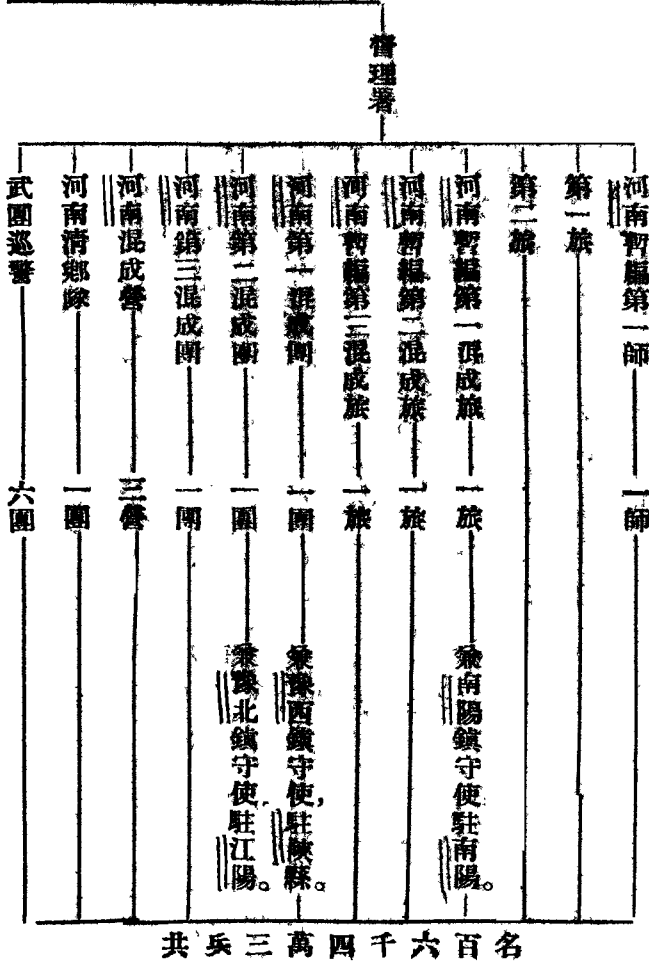 督理署
河南暫編第一師
一師
第一旅
第二旅
河南暫編第一混成旅
一旅
兼南陽鎮守使駐南陽。
河南暫編第二混成旅
一旅
河南暫編第三混成旅
一旅
河南第一混成團
一團
兼豫西鎮守使，駐陝縣。
河南第二混成團
一團
兼豫北鎮守使駐江陽。
河南第三混成團
一團
河南混成營
三營
河南清鄉隊
一團
武團巡警
六團
共兵三萬四千六百名